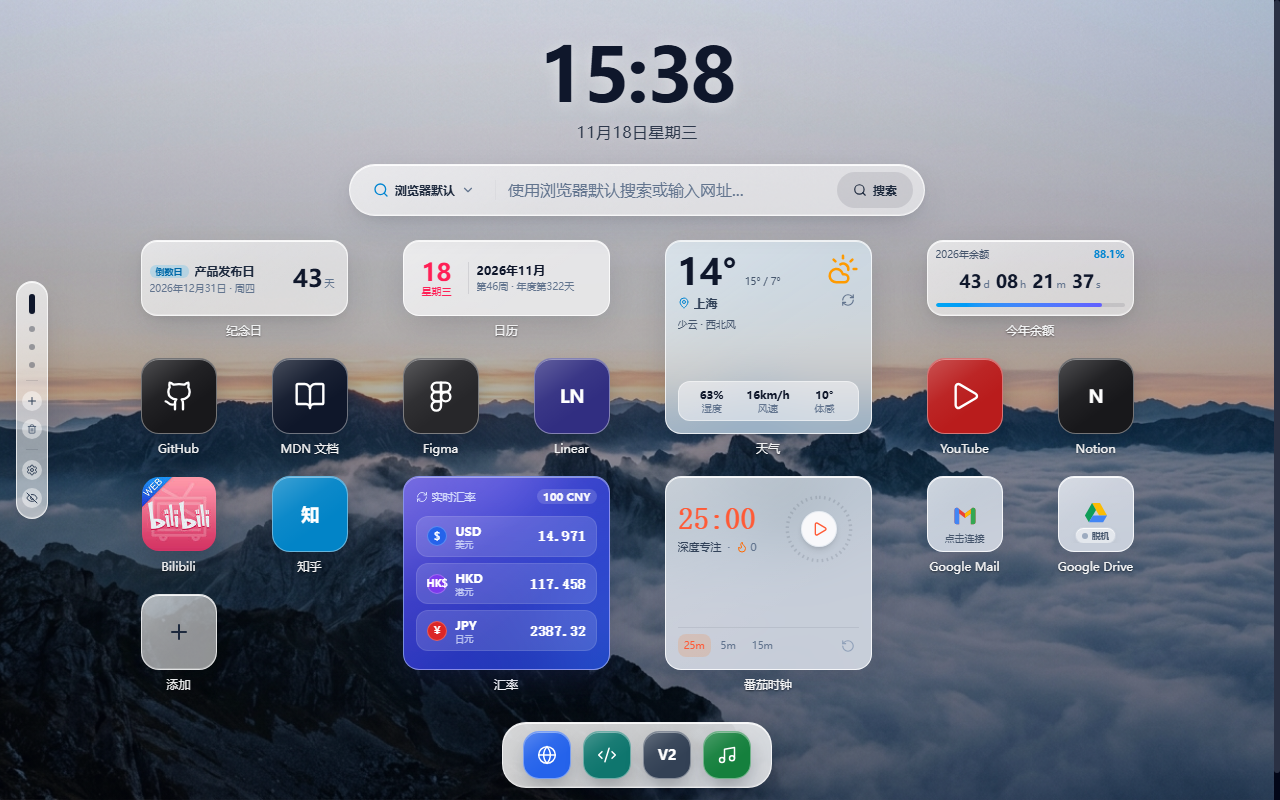 15:38
11月18日星期三
浏览器默认
使用浏览器默认搜索或输入网址...
搜索
倒数日 产品发布日
2026年12月31日 · 周四
43天
纪念日
18
星期三
2026年11月
第46周 · 年度第322天
日历
14°
15° / 7°
上海
少云 · 西北风
63%
湿度
16km/h
风速
10°
体感
天气
2026年余额
88.1%
43d 08h 21m 37s
今年余额
GitHub
MDN 文档
Figma
LN
Linear
YouTube
N
Notion
WEB
bilibili
Bilibili
知
知乎
实时汇率
100 CNY
$
USD
美元
14.971
HK$
HKD
港元
117.458
¥
JPY
日元
2387.32
汇率
25:00
深度专注 · 0
25m
5m
15m
番茄时钟
点击连接
Google Mail
脱机
Google Drive
添加
V2